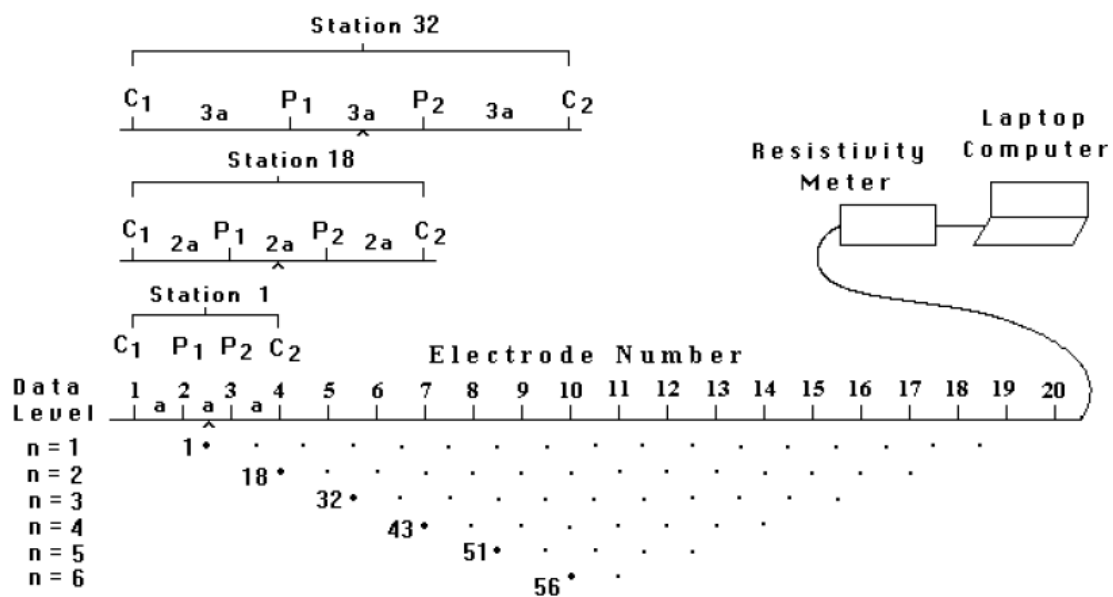 Station 32
C1 3a P1 3a P2 3a C2
Station 18
C1 2a P1 2a P2 2a C2
Station 1
C1 P1 P2 C2
Resistivity
Meter
Laptop
Computer
Electrode Number
Data
Level
1 2 3 4 5 6 7 8 9 10 11 12 13 14 15 16 17 18 19 20
a a a
n = 1 1
n = 2 18
n = 3 32
n = 4 43
n = 5 51
n = 6 56